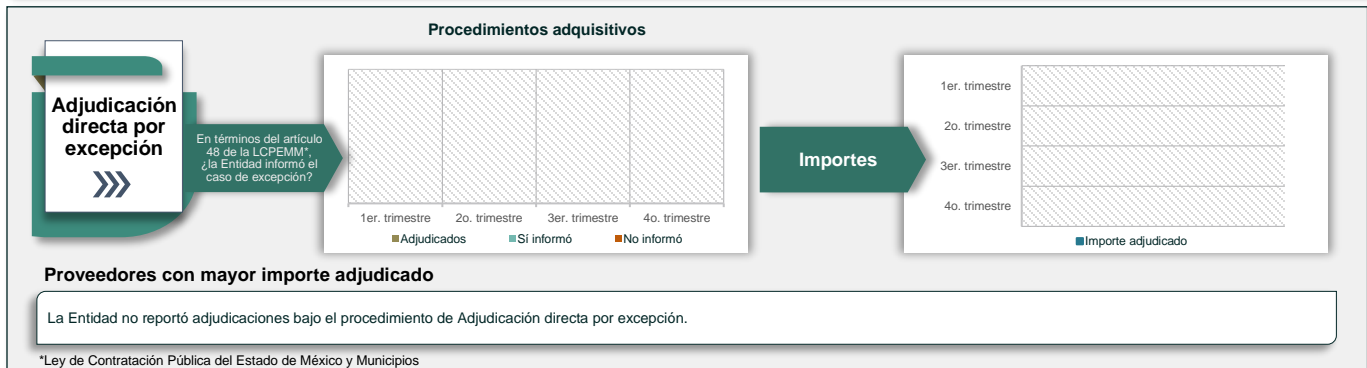 Procedimientos adquisitivos
Adjudicación
directa por
excepción
En términos del artículo
48 de la LCPEMM*,
¿la Entidad informó el
caso de excepción?
1er. trimestre 2o. trimestre 3er. trimestre 4o. trimestre
Adjudicados Sí informó No informó
Importes
1er. trimestre
2o. trimestre
3er. trimestre
4o. trimestre
Importe adjudicado
Proveedores con mayor importe adjudicado
La Entidad no reportó adjudicaciones bajo el procedimiento de Adjudicación directa por excepción.
*Ley de Contratación Pública del Estado de México y Municipios